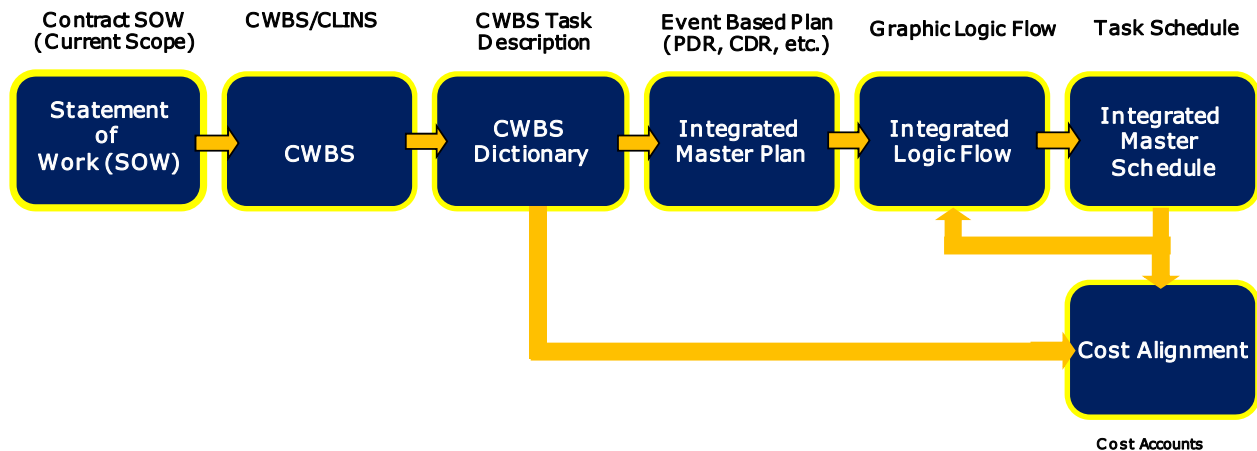 Contract SOW
(Current Scope)
CWBS/CLINS
CWBS Task
Description
Event Based Plan
(PDR, CDR, etc.)
Graphic Logic Flow
Task Schedule
Statement
of
Work (SOW)
CWBS
CWBS
Dictionary
Integrated
Master Plan
Integrated
Logic Flow
Integrated
Master
Schedule
Cost Alignment
Cost Accounts